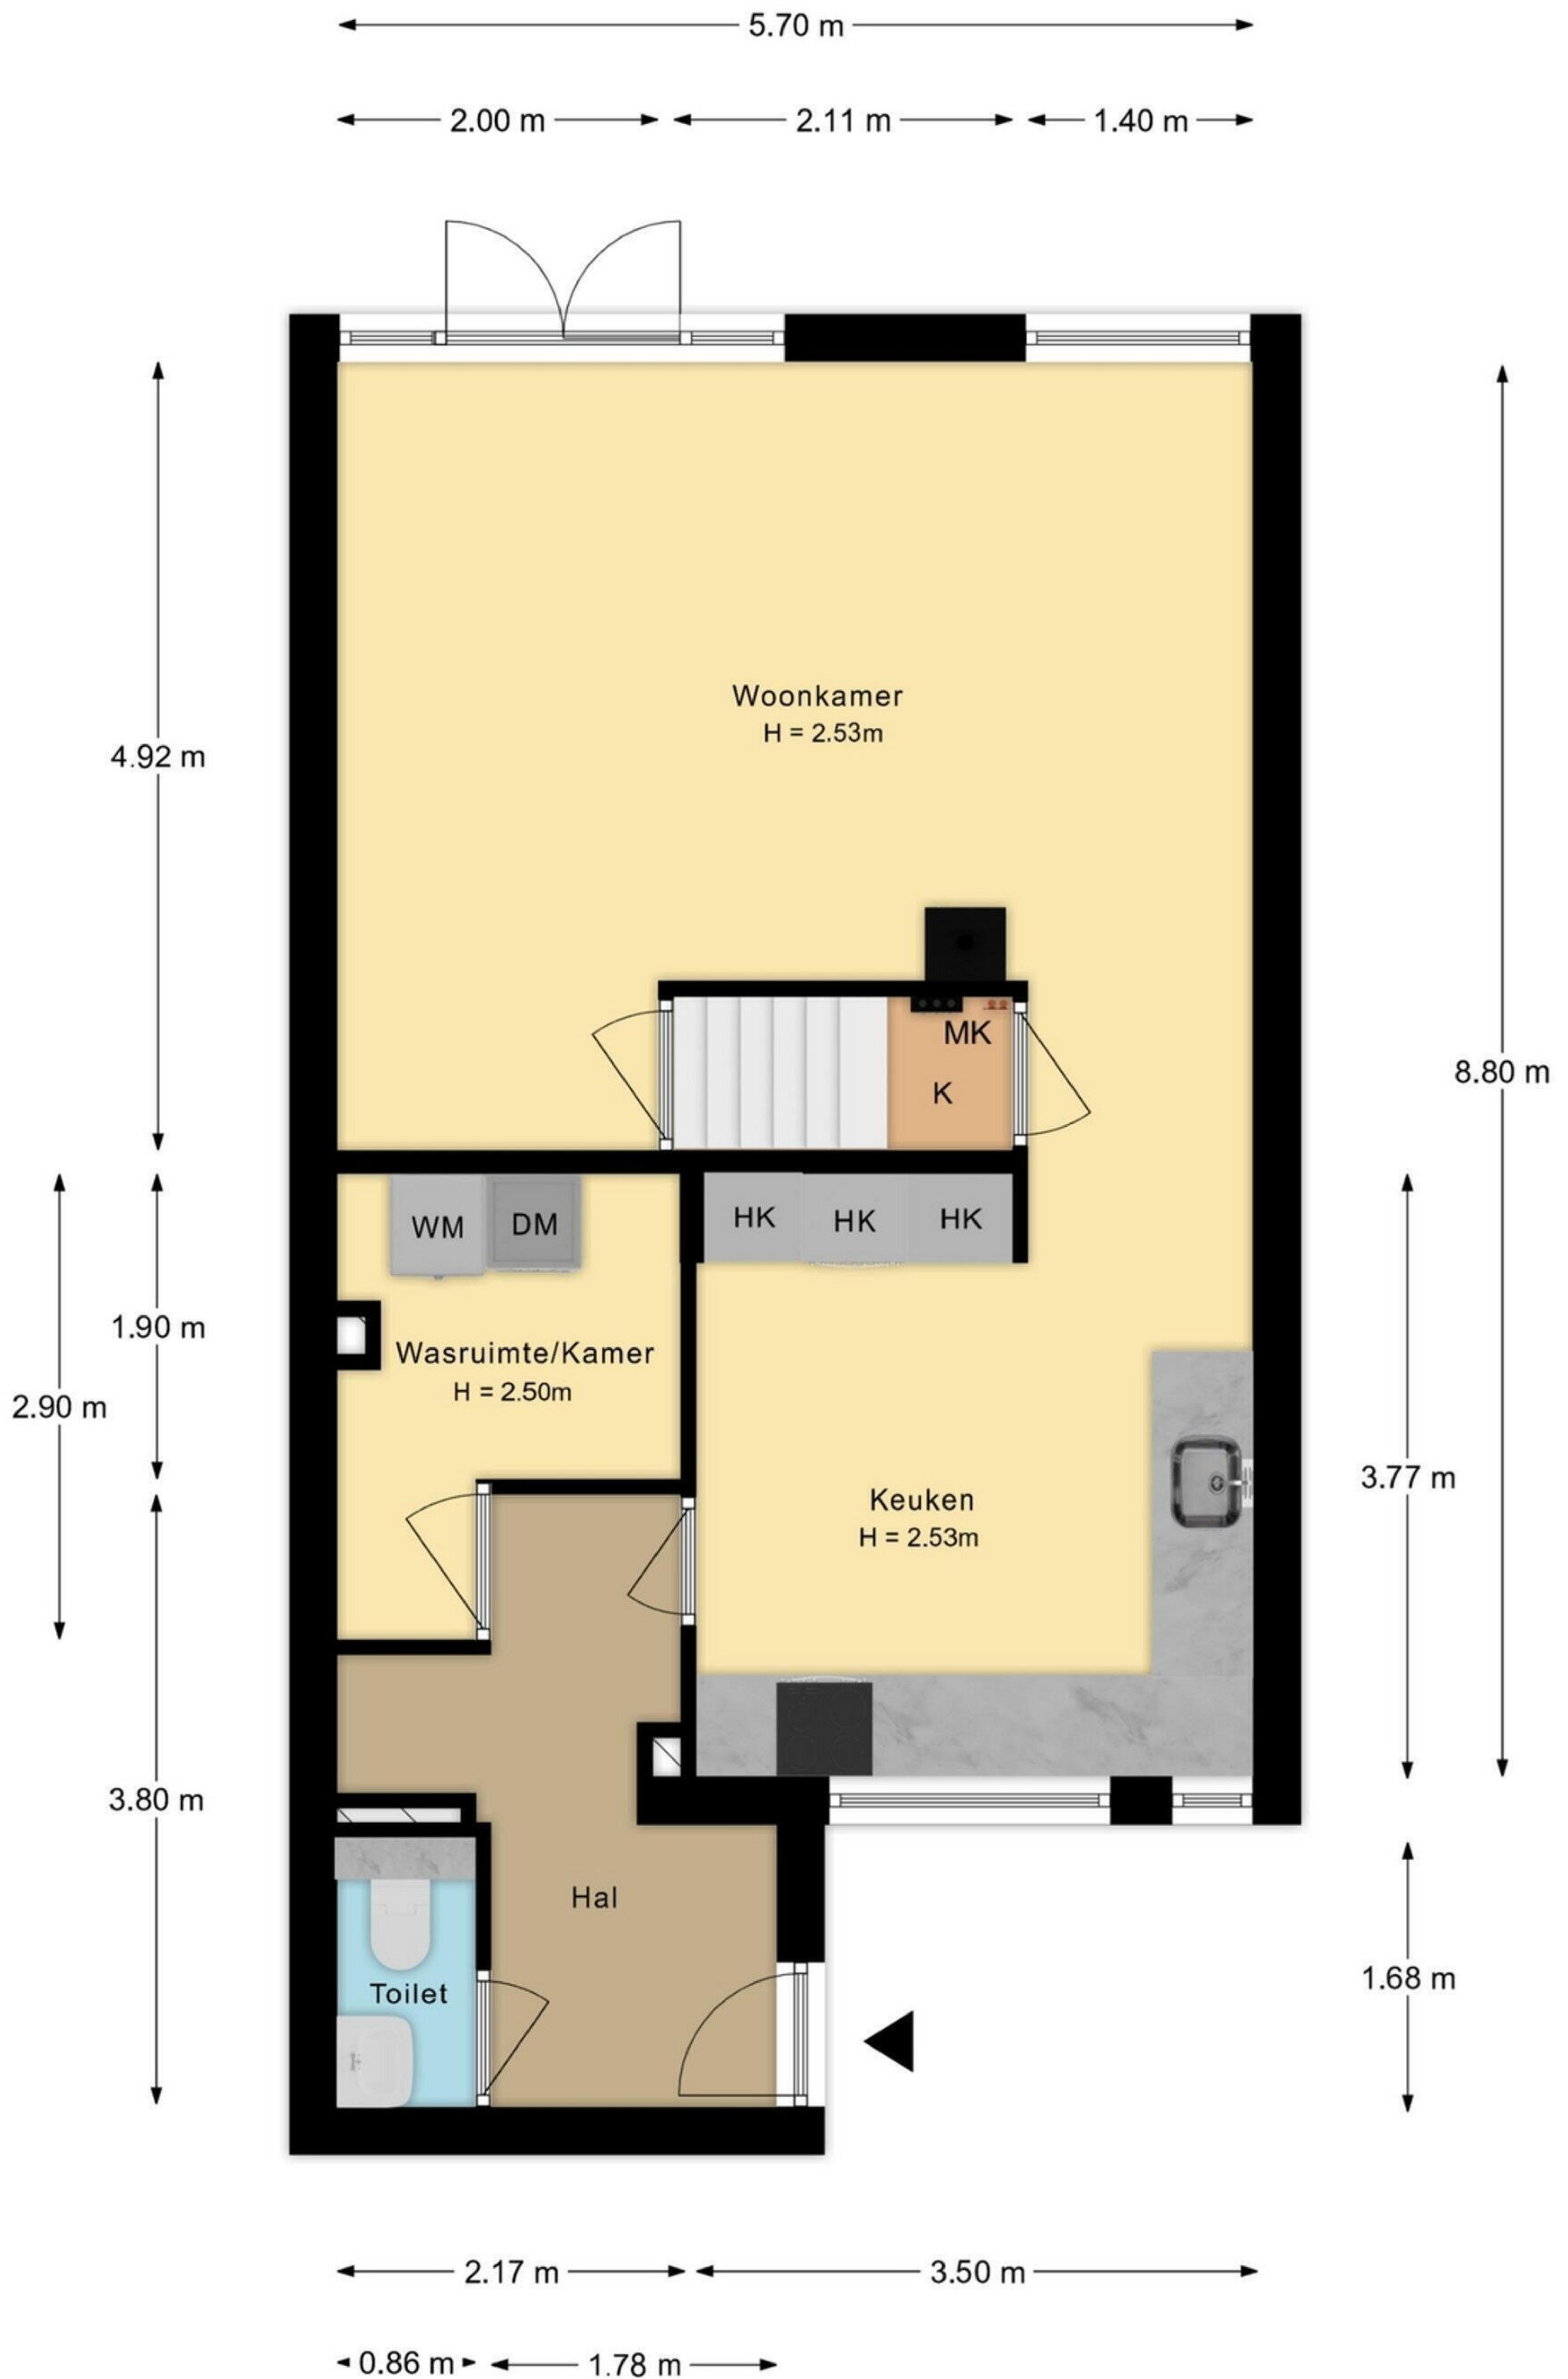 5.70 m
2.00 m
2.11 m
1.40 m
Woonkamer
H = 2.53m
4.92 m
MK
K
8.80 m
HK
HK
HK
WM
DM
1.90 m
Wasruimte/Kamer
H = 2.50m
2.90 m
3.77 m
Keuken
H = 2.53m
3.80 m
Hal
Toilet
1.68 m
2.17 m
3.50 m
0.86 m
1.78 m